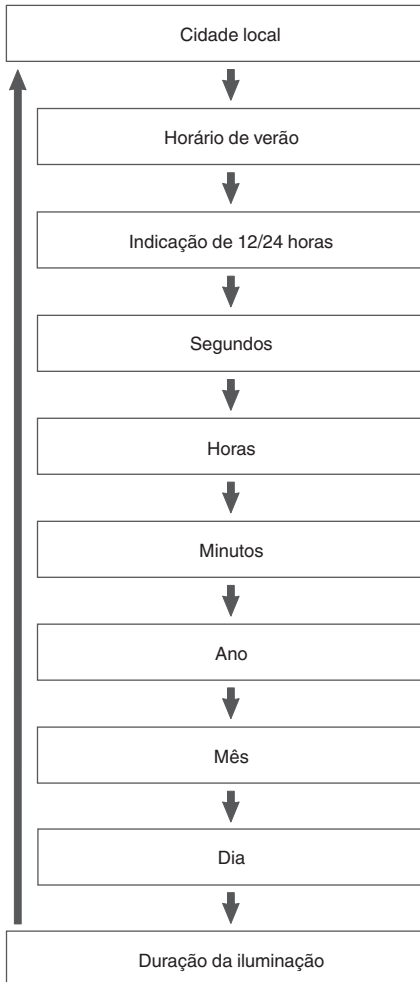 Cidade local
Horário de verão
Indicação de 12/24 horas
Segundos
Horas
Minutos
Ano
Mês
Dia
Duração da iluminação